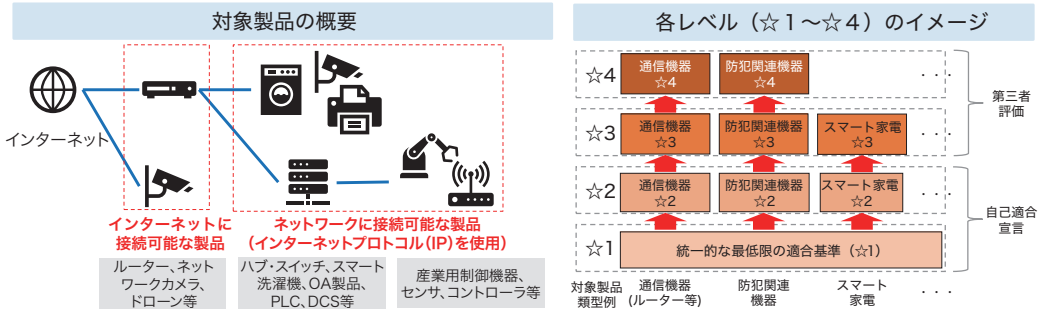 対象製品の概要
インターネット
インターネットに
接続可能な製品
ネットワークに接続可能な製品
(インターネットプロトコル(IP)を使用)
ルーター、ネット
ワークカメラ、
ドローン等
ハブ・スイッチ、スマート
洗濯機、OA製品、
PLC、DCS等
産業用制御機器、
センサ、コントローラ等
各レベル（☆１～☆４）のイメージ
☆4
通信機器
☆4
防犯関連機器
☆4
・・・
☆3
通信機器
☆3
防犯関連機器
☆3
スマート家電
☆3
・・・
第三者
評価
☆2
通信機器
☆2
防犯関連機器
☆2
スマート家電
☆2
・・・
☆1
統一的な最低限の適合基準（☆1）
自己適合
宣言
対象製品
類型例
通信機器
(ルーター等)
防犯関連
機器
スマート
家電
・・・